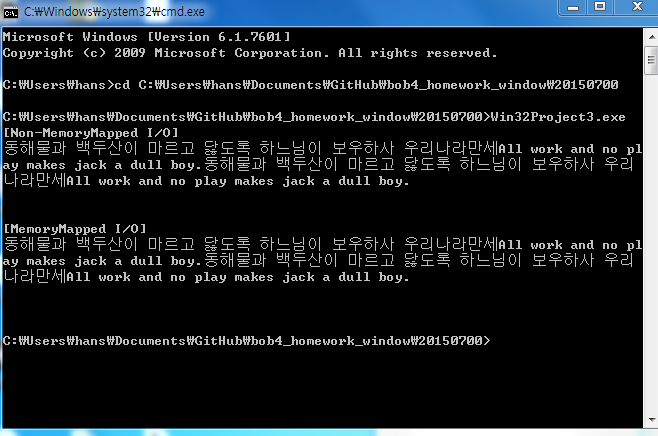 C:₩Windows₩system32₩cmd.exe
Microsoft Windows [Version 6.1.7601]
Copyright (c) 2009 Microsoft Corporation. All rights reserved.
C:₩Users₩hans>cd C:₩Users₩hans₩Documents₩GitHub₩bob4_homework_window₩20150700
C:₩Users₩hans₩Documents₩GitHub₩bob4_homework_window₩20150700>Win32Project3.exe
[Non-MemoryMapped I/O]
동해물과 백두산이 마르고 닳도록 하느님이 보우하사 우리나라만세All work and no pl
ay makes jack a dull boy.동해물과 백두산이 마르고 닳도록 하느님이 보우하사 우리
나라만세All work and no play makes jack a dull boy.
[MemoryMapped I/O]
동해물과 백두산이 마르고 닳도록 하느님이 보우하사 우리나라만세All work and no pl
ay makes jack a dull boy.동해물과 백두산이 마르고 닳도록 하느님이 보우하사 우리
나라만세All work and no play makes jack a dull boy.
C:₩Users₩hans₩Documents₩GitHub₩bob4_homework_window₩20150700>